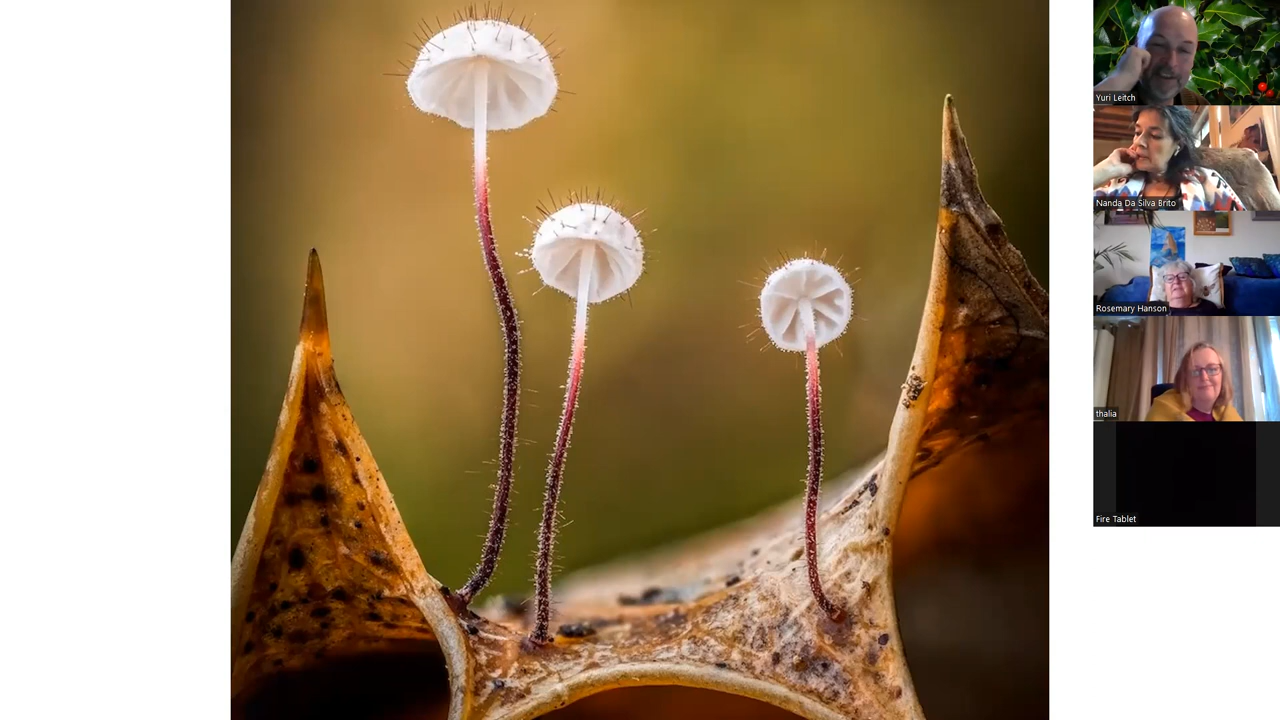 Yuri Leitch
Nanda Da Silva Brito
Rosemary Hanson
thalia
Fire Tablet